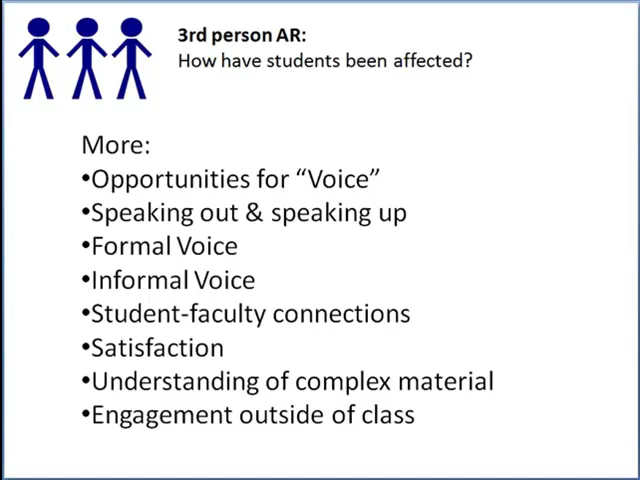 3rd person AR:
How have students been affected?
More:
•Opportunities for “Voice”
•Speaking out & speaking up
•Formal Voice
•Informal Voice
•Student-faculty connections
•Satisfaction
•Understanding of complex material
•Engagement outside of class